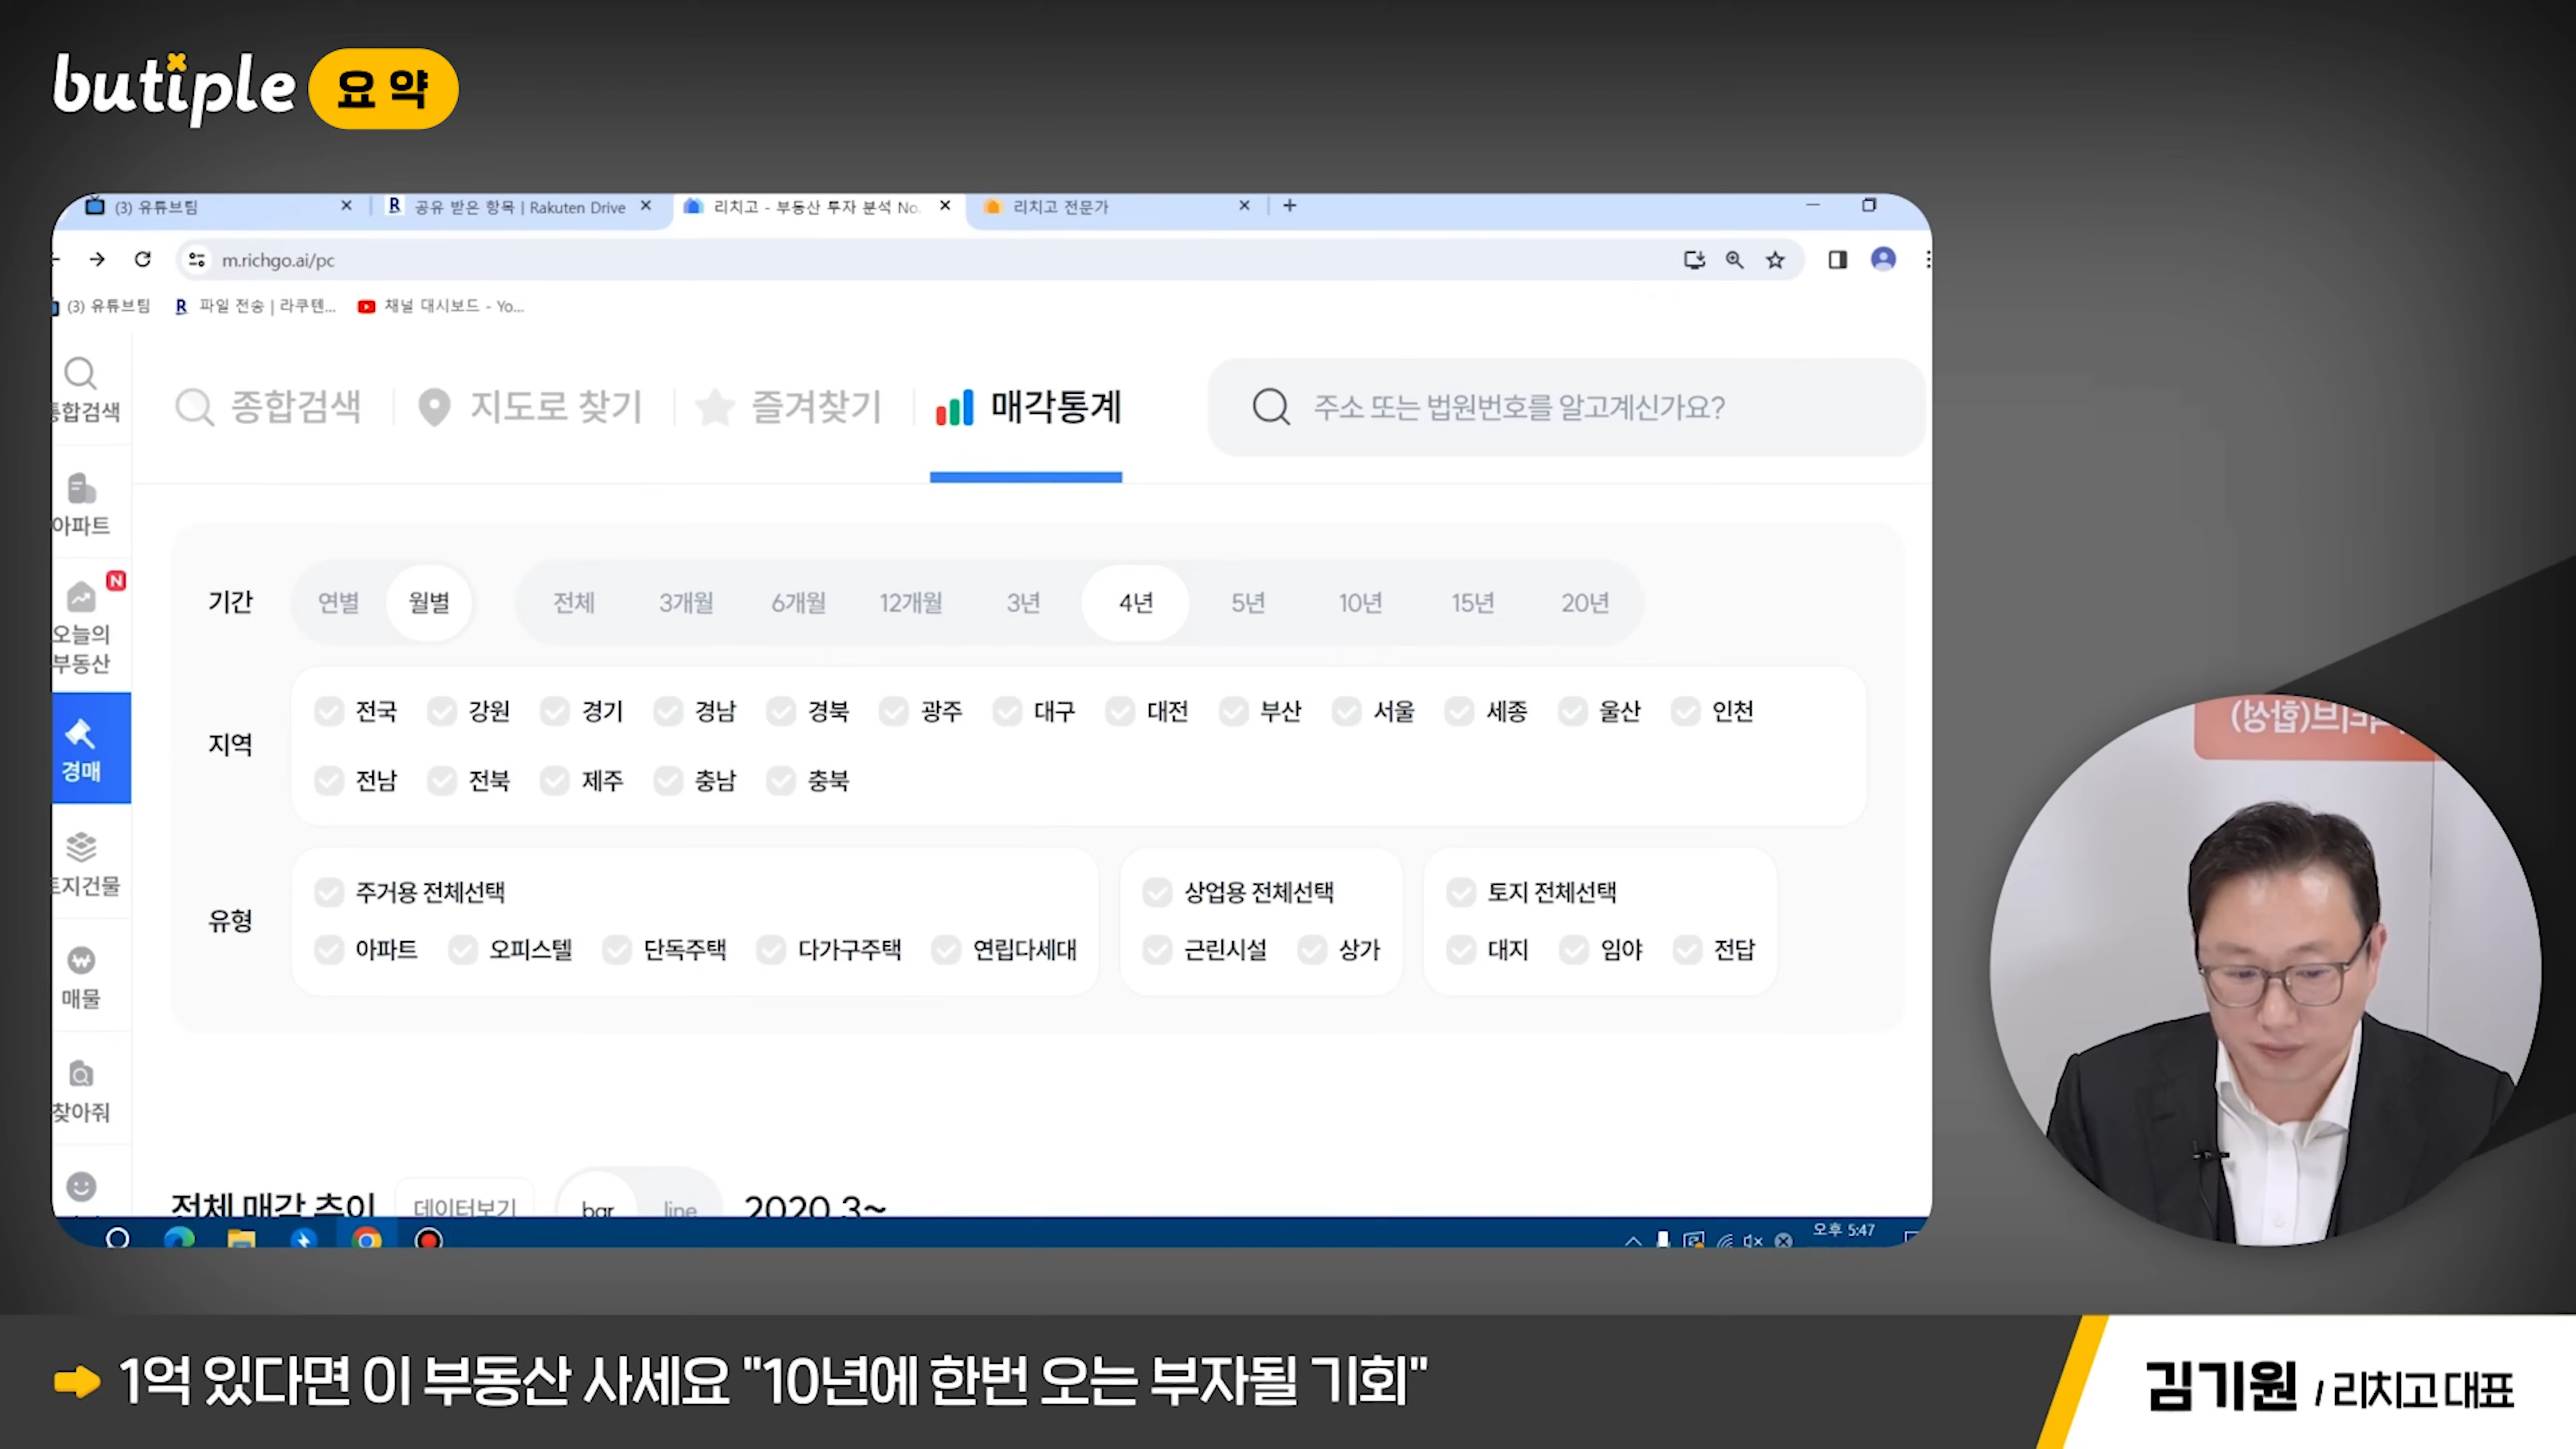 butiple 요약
(3) 유튜브팀
공유 받은 항목 | Rakuten Drive
리치고 - 부동산 투자 분석 No.
리치고 전문가
m.richgo.ai/pc
(3) 유튜브팀
파일 전송 | 라쿠텐...
채널 대시보드 - Yo...
통합검색
아파트
N
오늘의
부동산
경매
토지건물
매물
찾아줘
종합검색
지도로 찾기
즐겨찾기
매각통계
주소 또는 법원번호를 알고계신가요?
기간 연별 월별 전체 3개월 6개월 12개월 3년 4년 5년 10년 15년 20년
지역
전국 강원 경기 경남 경북 광주 대구 대전 부산 서울 세종 울산 인천
전남 전북 제주 충남 충북
유형
주거용 전체선택
아파트 오피스텔 단독주택 다가구주택 연립다세대
상업용 전체선택
근린시설 상가
토지 전체선택
대지 임야 전답
전체 매각 추이 데이터보기 bar line 2020.3~
오후 5:47
1억 있다면 이 부동산 사세요 "10년에 한번 오는 부자될 기회"
김기원 / 리치고 대표